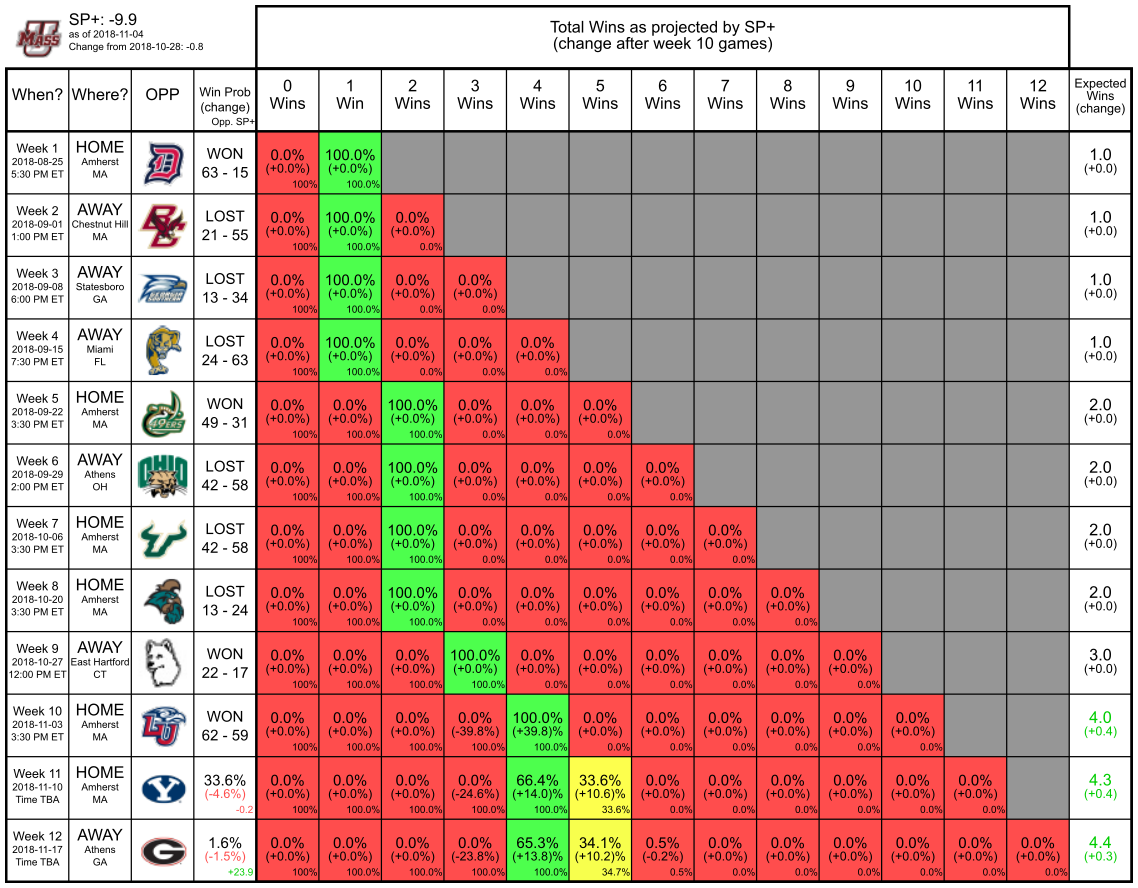 MASS
SP+: -9.9
as of 2018-11-04
Change from 2018-10-28: -0.8
Total Wins as projected by SP+
(change after week 10 games)
When? Where? OPP Win Prob (change) Opp. SP+ 0 Wins 1 Win 2 Wins 3 Wins 4 Wins 5 Wins 6 Wins 7 Wins 8 Wins 9 Wins 10 Wins 11 Wins 12 Wins Expected Wins (change)
Week 1 HOME D WON 0.0% 100.0% 1.0
2018-08-25 Amherst (+0.0%) (+0.0%) (+0.0)
5:30 PM ET MA 63 - 15 100% 100.0%
Week 2 AWAY BC LOST 0.0% 100.0% 0.0% 1.0
2018-09-01 Chestnut Hill (+0.0%) (+0.0%) (+0.0%) (+0.0)
1:00 PM ET MA 21 - 55 100% 100.0% 0.0%
Week 3 AWAY LOST 0.0% 100.0% 0.0% 0.0% 1.0
2018-09-08 Statesboro (+0.0%) (+0.0%) (+0.0%) (+0.0%) (+0.0)
6:00 PM ET GA 13 - 34 100% 100.0% 0.0% 0.0%
Week 4 AWAY LOST 0.0% 100.0% 0.0% 0.0% 0.0% 1.0
2018-09-15 Miami (+0.0%) (+0.0%) (+0.0%) (+0.0%) (+0.0%) (+0.0)
7:30 PM ET FL 24 - 63 100% 100.0% 0.0% 0.0% 0.0%
Week 5 HOME 49ERS WON 0.0% 0.0% 100.0% 0.0% 0.0% 0.0% 2.0
2018-09-22 Amherst (+0.0%) (+0.0%) (+0.0%) (+0.0%) (+0.0%) (+0.0%) (+0.0)
3:30 PM ET MA 49 - 31 100% 100.0% 100.0% 0.0% 0.0% 0.0%
Week 6 AWAY OHIO LOST 0.0% 0.0% 100.0% 0.0% 0.0% 0.0% 0.0% 2.0
2018-09-29 Athens (+0.0%) (+0.0%) (+0.0%) (+0.0%) (+0.0%) (+0.0%) (+0.0%) (+0.0)
2:00 PM ET OH 42 - 58 100% 100.0% 100.0% 0.0% 0.0% 0.0% 0.0%
Week 7 HOME LOST 0.0% 0.0% 100.0% 0.0% 0.0% 0.0% 0.0% 0.0% 2.0
2018-10-06 Amherst (+0.0%) (+0.0%) (+0.0%) (+0.0%) (+0.0%) (+0.0%) (+0.0%) (+0.0%) (+0.0)
3:30 PM ET MA 42 - 58 100% 100.0% 100.0% 0.0% 0.0% 0.0% 0.0% 0.0%
Week 8 HOME LOST 0.0% 0.0% 100.0% 0.0% 0.0% 0.0% 0.0% 0.0% 0.0% 2.0
2018-10-20 Amherst (+0.0%) (+0.0%) (+0.0%) (+0.0%) (+0.0%) (+0.0%) (+0.0%) (+0.0%) (+0.0%) (+0.0)
3:30 PM ET MA 13 - 24 100% 100.0% 100.0% 0.0% 0.0% 0.0% 0.0% 0.0% 0.0%
Week 9 AWAY WON 0.0% 0.0% 0.0% 100.0% 0.0% 0.0% 0.0% 0.0% 0.0% 0.0% 3.0
2018-10-27 East Hartford (+0.0%) (+0.0%) (+0.0%) (+0.0%) (+0.0%) (+0.0%) (+0.0%) (+0.0%) (+0.0%) (+0.0%) (+0.0)
12:00 PM ET CT 22 - 17 100% 100.0% 100.0% 100.0% 0.0% 0.0% 0.0% 0.0% 0.0% 0.0%
Week 10 HOME LU WON 0.0% 0.0% 0.0% 0.0% 100.0% 0.0% 0.0% 0.0% 0.0% 0.0% 0.0% 4.0
2018-11-03 Amherst (+0.0%) (+0.0%) (+0.0%) (-39.8%) (+39.8%) (+0.0%) (+0.0%) (+0.0%) (+0.0%) (+0.0%) (+0.0%) (+0.4)
3:30 PM ET MA 62 - 59 100% 100.0% 100.0% 100.0% 100.0% 0.0% 0.0% 0.0% 0.0% 0.0% 0.0%
Week 11 HOME Y 33.6% 0.0% 0.0% 0.0% 0.0% 66.4% 33.6% 0.0% 0.0% 0.0% 0.0% 0.0% 0.0% 4.3
2018-11-10 Amherst (-4.6%) (+0.0%) (+0.0%) (+0.0%) (-24.6%) (+14.0)% (+10.6)% (+0.0%) (+0.0%) (+0.0%) (+0.0%) (+0.0%) (+0.0%) (+0.4)
Time TBA MA -0.2 100% 100.0% 100.0% 100.0% 100.0% 33.6% 0.0% 0.0% 0.0% 0.0% 0.0% 0.0%
Week 12 AWAY G 1.6% 0.0% 0.0% 0.0% 0.0% 65.3% 34.1% 0.5% 0.0% 0.0% 0.0% 0.0% 0.0% 0.0% 4.4
2018-11-17 Athens (-1.5%) (+0.0%) (+0.0%) (+0.0%) (-23.8%) (+13.8)% (+10.2)% (-0.2%) (+0.0%) (+0.0%) (+0.0%) (+0.0%) (+0.0%) (+0.0%) (+0.3)
Time TBA GA +23.9 100% 100.0% 100.0% 100.0% 100.0% 34.7% 0.5% 0.0% 0.0% 0.0% 0.0% 0.0% 0.0%